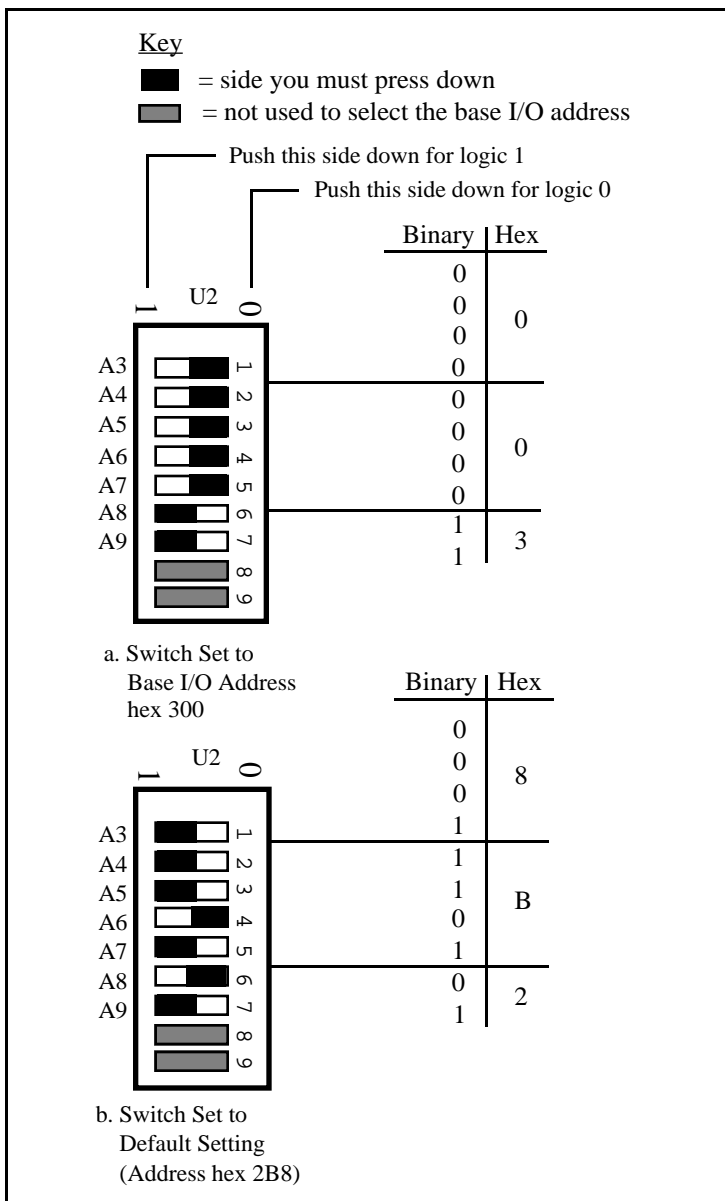 Key
= side you must press down
= not used to select the base I/O address
Push this side down for logic 1
Push this side down for logic 0
Binary Hex
0
0
0
0
0
0
0
0
0
0
1
1
3
1 U2 0
A3 1
A4 2
A5 3
A6 4
A7 5
A8 6
A9 7
8
9
a. Switch Set to
Base I/O Address
hex 300
Binary Hex
0
0
0
1
8
1
1
0
1
B
0
1
2
1 U2 0
A3 1
A4 2
A5 3
A6 4
A7 5
A8 6
A9 7
8
9
b. Switch Set to
Default Setting
(Address hex 2B8)